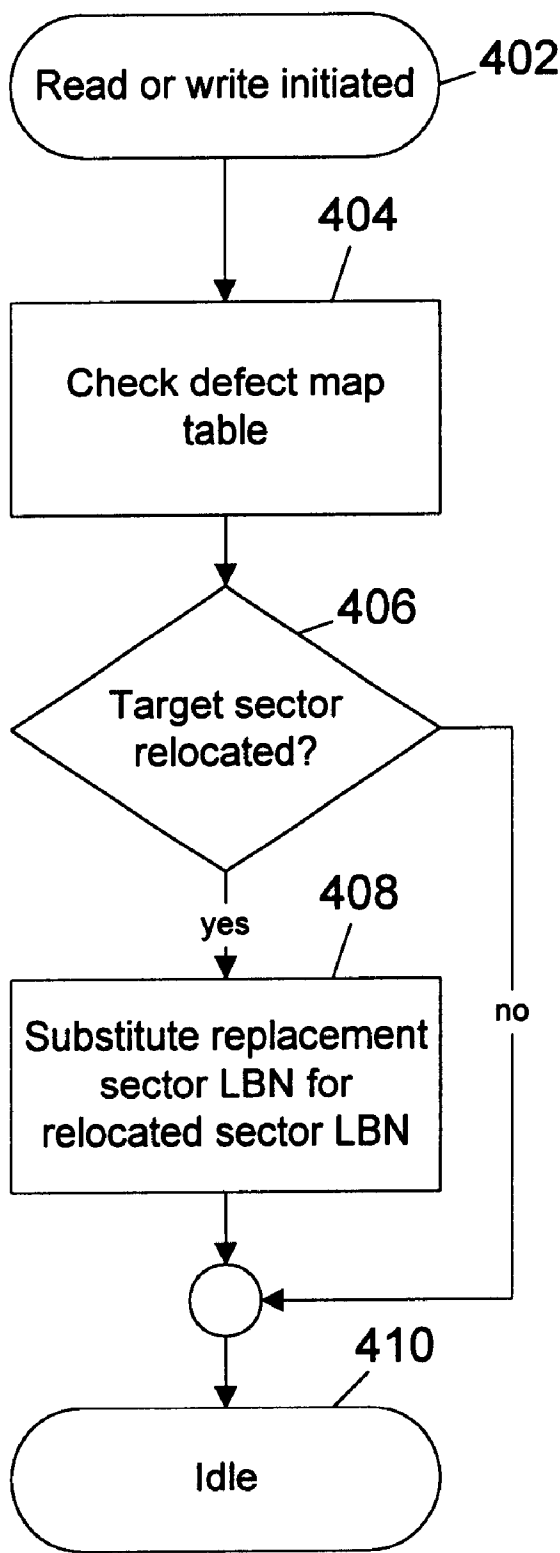 Read or write initiated
402
404
Check defect map
table
406
Target sector
relocated?
408
yes
no
Substitute replacement
sector LBN for
relocated sector LBN
410
Idle